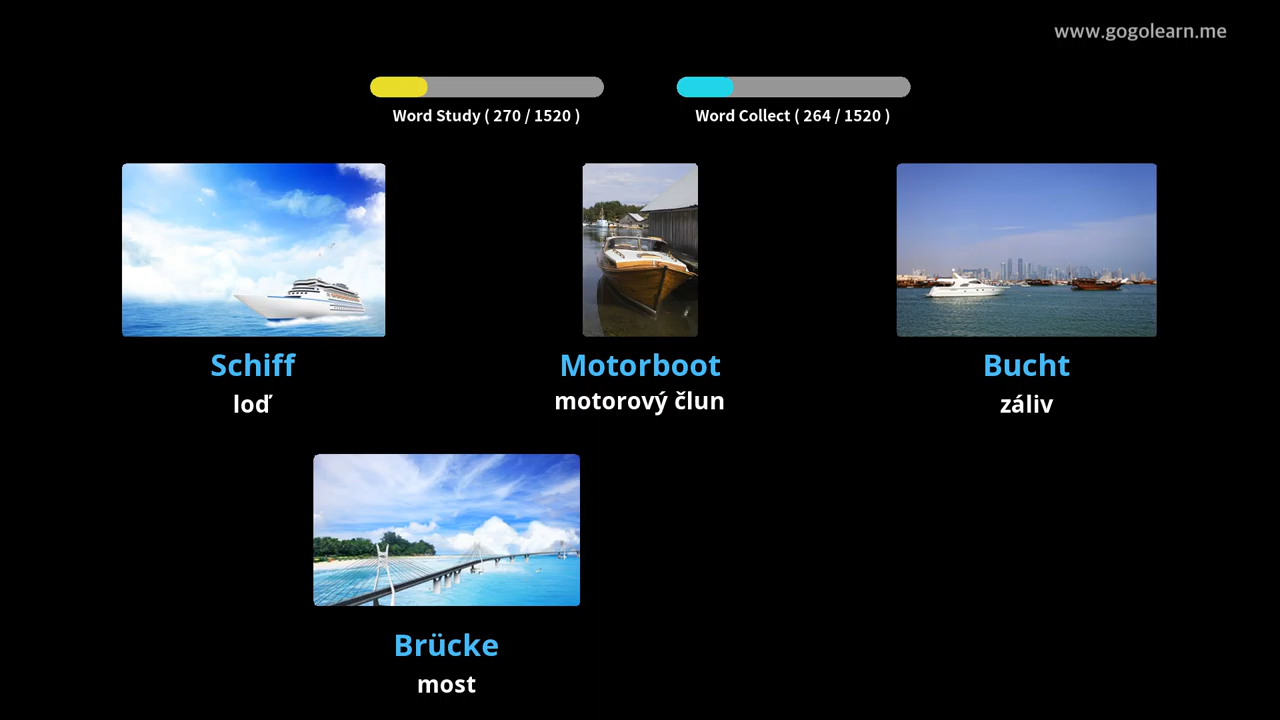 www.gogolearn.me
Word Study ( 270 / 1520 )
Word Collect ( 264 / 1520 )
Schiff
loď
Motorboot
motorový člun
Bucht
záliv
Brücke
most